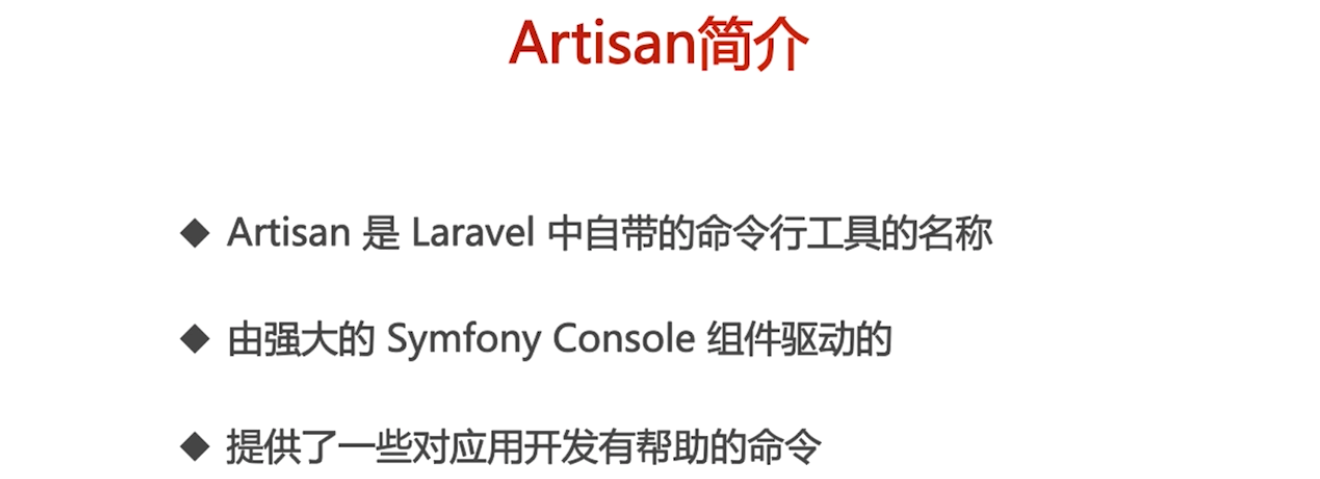 Artisan简介
◆ Artisan 是 Laravel 中自带的命令行工具的名称
◆ 由强大的 Symfony Console 组件驱动的
◆ 提供了一些对应用开发有帮助的命令